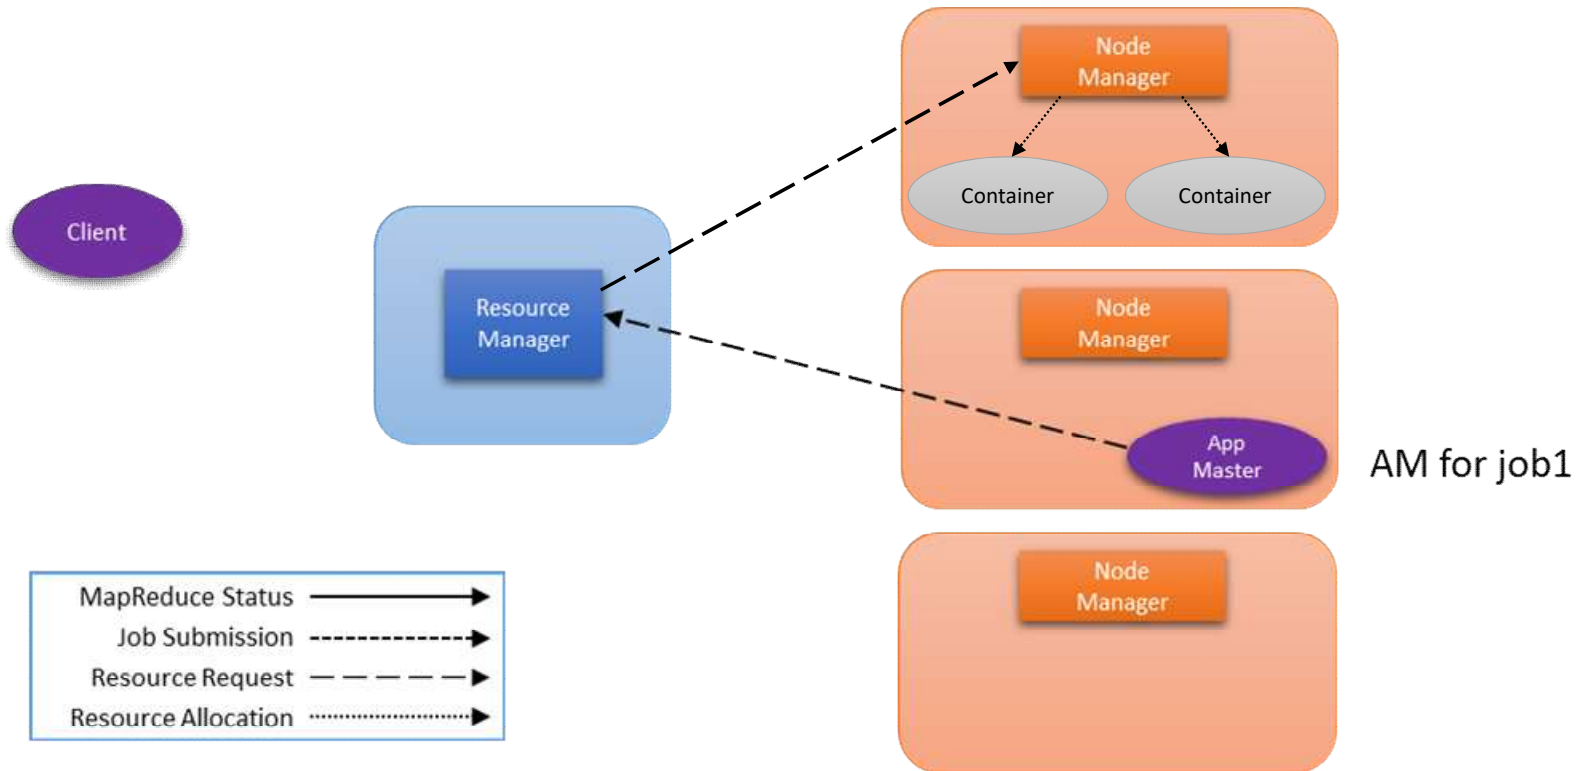 Client
Resource
Manager
Node
Manager
Container
Container
Node
Manager
App
Master
AM for job1
Node
Manager
MapReduce Status
Job Submission
Resource Request
Resource Allocation